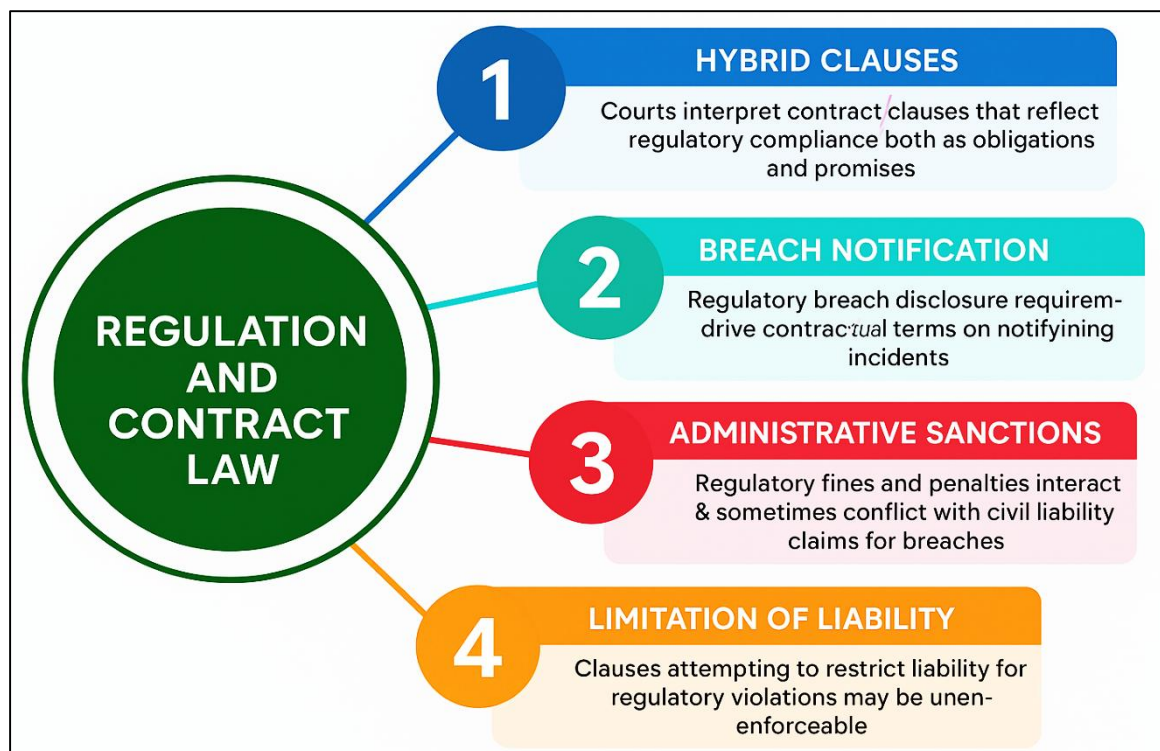 REGULATION
AND
CONTRACT
LAW
1
HYBRID CLAUSES
Courts interpret contract clauses that reflect
regulatory compliance both as obligations
and promises
2
BREACH NOTIFICATION
Regulatory breach disclosure requirem-
drive contractual terms on notifyining
incidents
3
ADMINISTRATIVE SANCTIONS
Regulatory fines and penalties interact
& sometimes conflict with civil liability
claims for breaches
4
LIMITATION OF LIABILITY
Clauses attempting to restrict liability for
regulatory violations may be unen-
enforceable